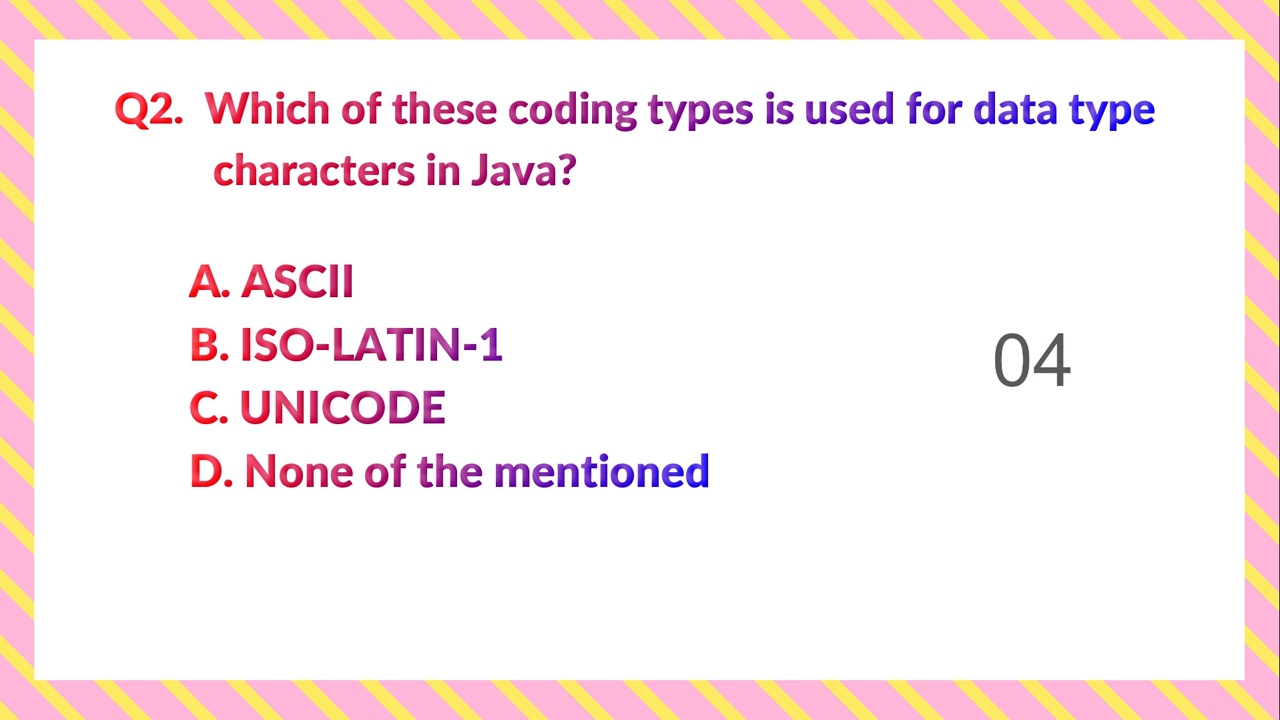 Q2. Which of these coding types is used for data type
characters in Java?
A. ASCII
B. ISO-LATIN-1
04
C. UNICODE
D. None of the mentioned